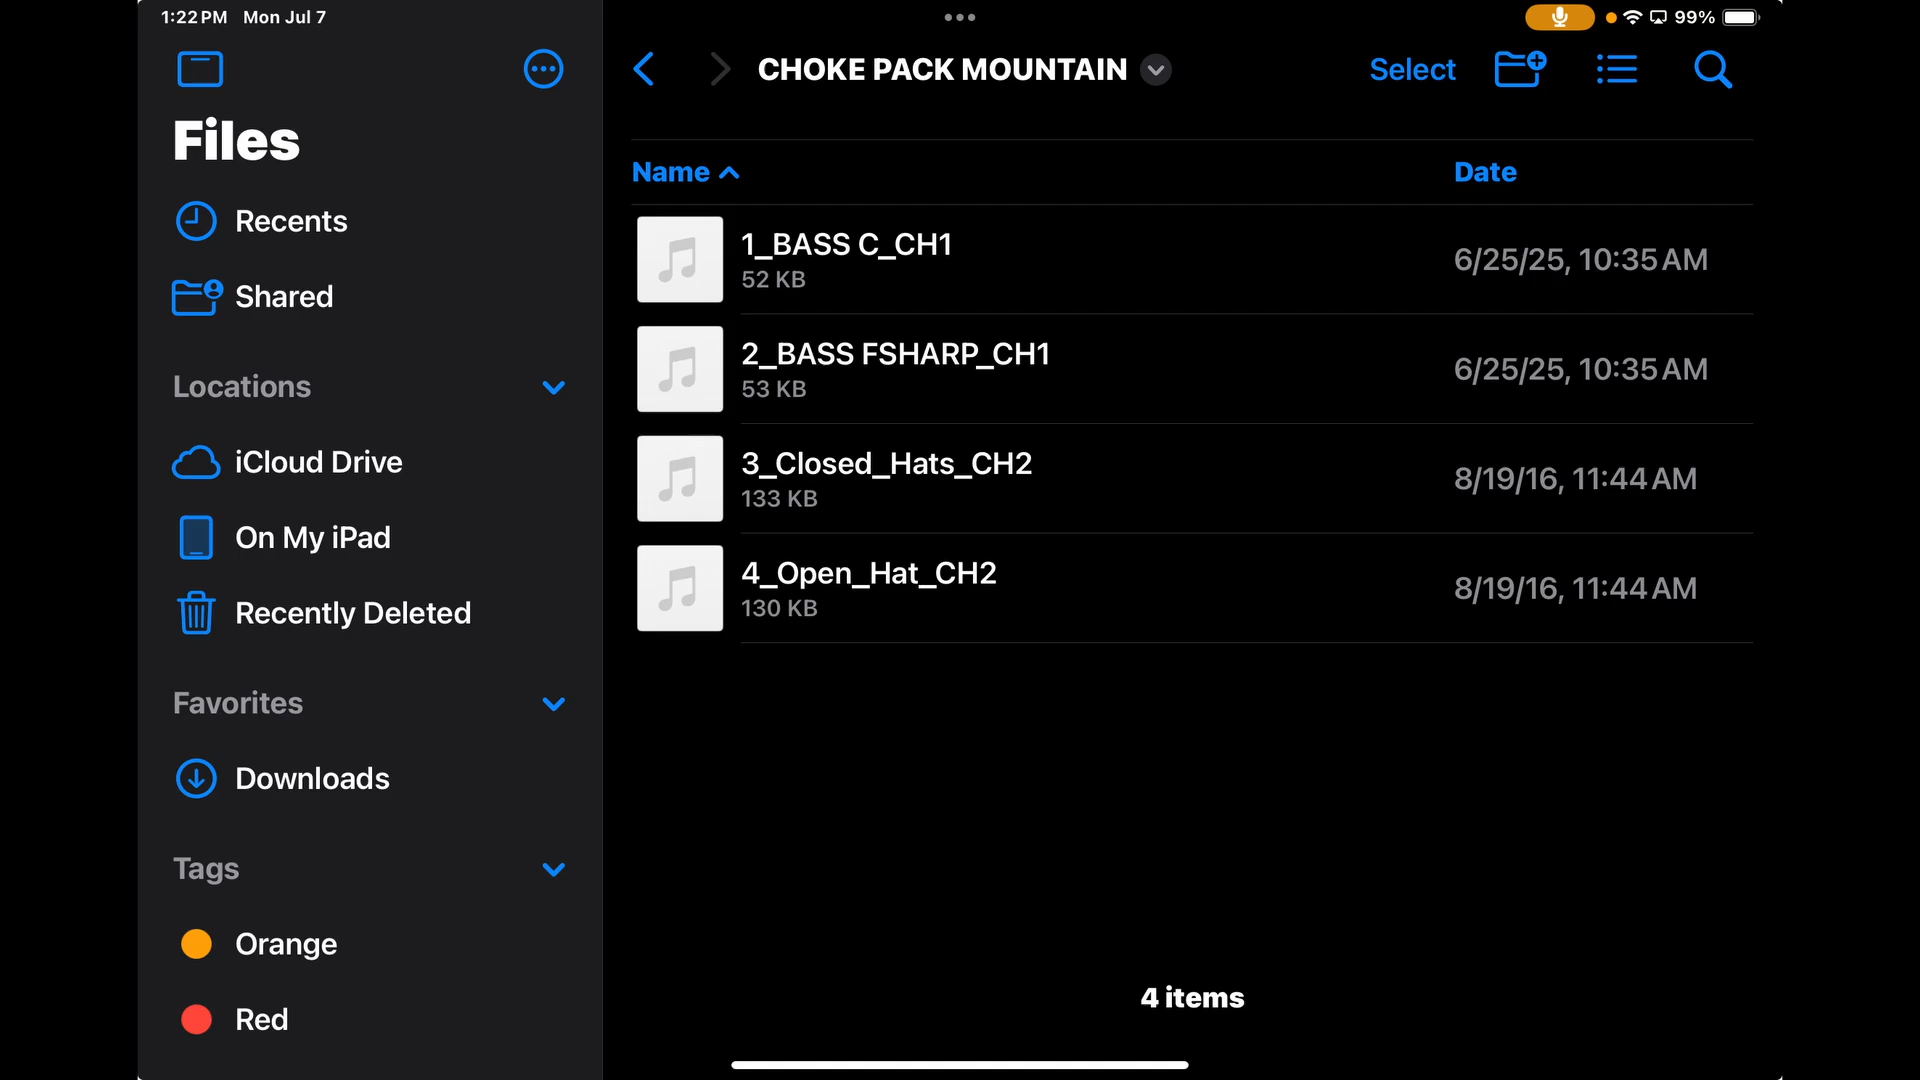 1:22 PM Mon Jul 7
99%
Files
Recents
Shared
Locations
iCloud Drive
On My iPad
Recently Deleted
Favorites
Downloads
Tags
Orange
Red
CHOKE PACK MOUNTAIN
Select
Name Date
1_BASS C_CH1
52 KB
6/25/25, 10:35 AM
2_BASS FSHARP_CH1
53 KB
6/25/25, 10:35 AM
3_Closed_Hats_CH2
133 KB
8/19/16, 11:44 AM
4_Open_Hat_CH2
130 KB
8/19/16, 11:44 AM
4 items